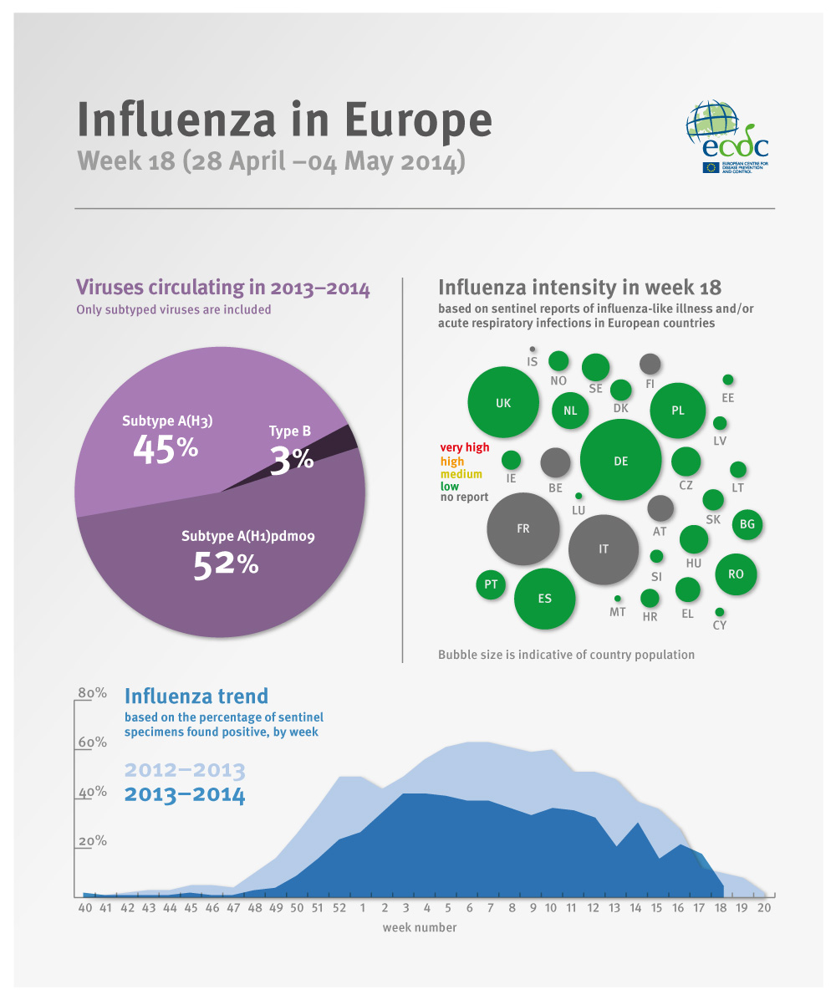 Influenza in Europe
Week 18 (28 April –04 May 2014)
ecdc
EUROPEAN CENTRE FOR
DISEASE PREVENTION
AND CONTROL
Viruses circulating in 2013–2014
Only subtyped viruses are included
Subtype A(H3)
45%
Type B
3%
Subtype A(H1)pdm09
52%
Influenza intensity in week 18
based on sentinel reports of influenza-like illness and/or
acute respiratory infections in European countries
IS
NO
SE
FI
EE
UK
NL
DK
PL
LV
very high
high
medium
low
no report
IE
BE
DE
CZ
LT
LU
FR
IT
AT
SK
BG
HU
SI
RO
PT
ES
MT
HR
EL
CY
Bubble size is indicative of country population
Influenza trend
based on the percentage of sentinel
specimens found positive, by week
2012–2013
2013–2014
80%
60%
40%
20%
40 41 42 43 44 45 46 47 48 49 50 51 52 1 2 3 4 5 6 7 8 9 10 11 12 13 14 15 16 17 18 19 20
week number